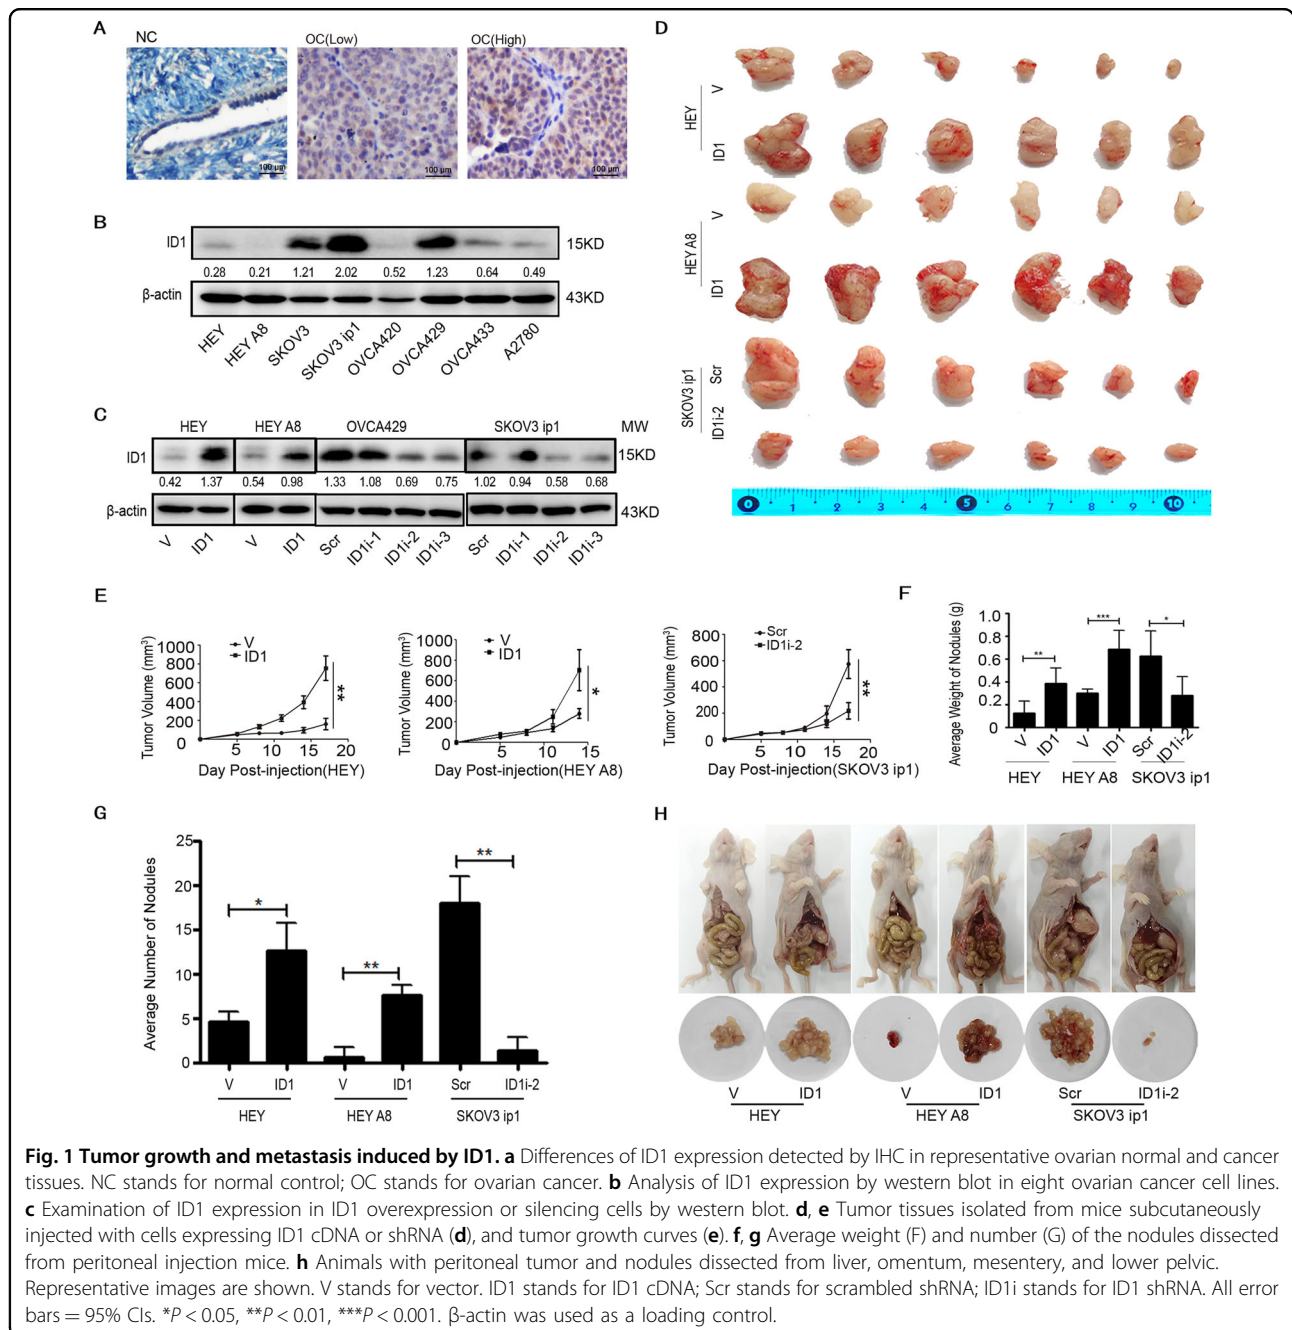 A
NC
OC(Low)
OC(High)
100 μm
100 μm
100 μm
B
ID1
15KD
0.28 0.21 1.21 2.02 0.52 1.23 0.64 0.49
β-actin
43KD
HEY
HEY A8
SKOV3
SKOV3 ip1
OVCA420
OVCA429
OVCA433
A2780
C
HEY
HEY A8
OVCA429
SKOV3 ip1
MW
ID1
15KD
0.42 1.37 0.54 0.98 1.33 1.08 0.69 0.75 1.02 0.94 0.58 0.68
β-actin
43KD
V
ID1
V
ID1
Scr
ID1i-1
ID1i-2
ID1i-3
Scr
ID1i-1
ID1i-2
ID1i-3
D
HEY
V
ID1
HEY A8
V
ID1
SKOV3 ip1
Scr
ID1i-2
0 1 2 3 4 5 6 7 8 9 10
E
Tumor Volume (mm³)
1000
800
600
400
200
0
V
ID1
**
0 5 10 15 20
Day Post-injection(HEY)
Tumor Volume (mm³)
1000
800
600
400
200
0
V
ID1
*
0 5 10 15
Day Post-injection(HEY A8)
Tumor Volume (mm³)
800
600
400
200
0
Scr
ID1i-2
**
0 5 10 15 20
Day Post-injection(SKOV3 ip1)
F
Average Weight of Nodules (g)
1.0
0.8
0.6
0.4
0.2
0
**
***
*
V
ID1
V
ID1
Scr
ID1i-2
HEY
HEY A8
SKOV3 ip1
G
Average Number of Nodules
25
20
15
10
5
0
*
**
**
V ID1 V ID1 Scr ID1i-2
HEY HEY A8 SKOV3 ip1
H
V ID1 V ID1 Scr ID1i-2
HEY HEY A8 SKOV3 ip1
Fig. 1 Tumor growth and metastasis induced by ID1. a Differences of ID1 expression detected by IHC in representative ovarian normal and cancer
tissues. NC stands for normal control; OC stands for ovarian cancer. b Analysis of ID1 expression by western blot in eight ovarian cancer cell lines.
c Examination of ID1 expression in ID1 overexpression or silencing cells by western blot. d, e Tumor tissues isolated from mice subcutaneously
injected with cells expressing ID1 cDNA or shRNA (d), and tumor growth curves (e). f, g Average weight (F) and number (G) of the nodules dissected
from peritoneal injection mice. h Animals with peritoneal tumor and nodules dissected from liver, omentum, mesentery, and lower pelvic.
Representative images are shown. V stands for vector. ID1 stands for ID1 cDNA; Scr stands for scrambled shRNA; ID1i stands for ID1 shRNA. All error
bars = 95% CIs. *P < 0.05, **P < 0.01, ***P < 0.001. β-actin was used as a loading control.